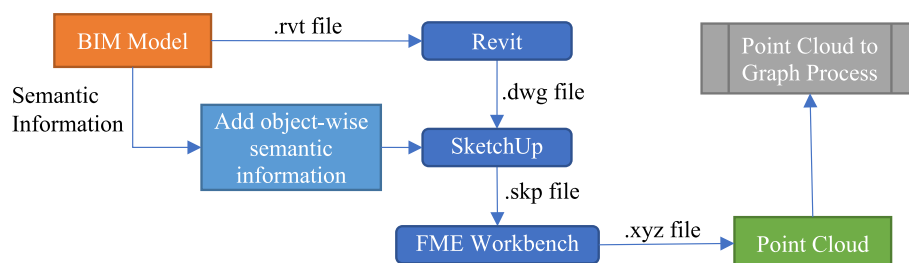 BIM Model
.rvt file
Revit
Point Cloud to
Graph Process
Semantic
Information
.dwg file
Add object-wise
semantic
information
SketchUp
.skp file
FME Workbench
.xyz file
Point Cloud